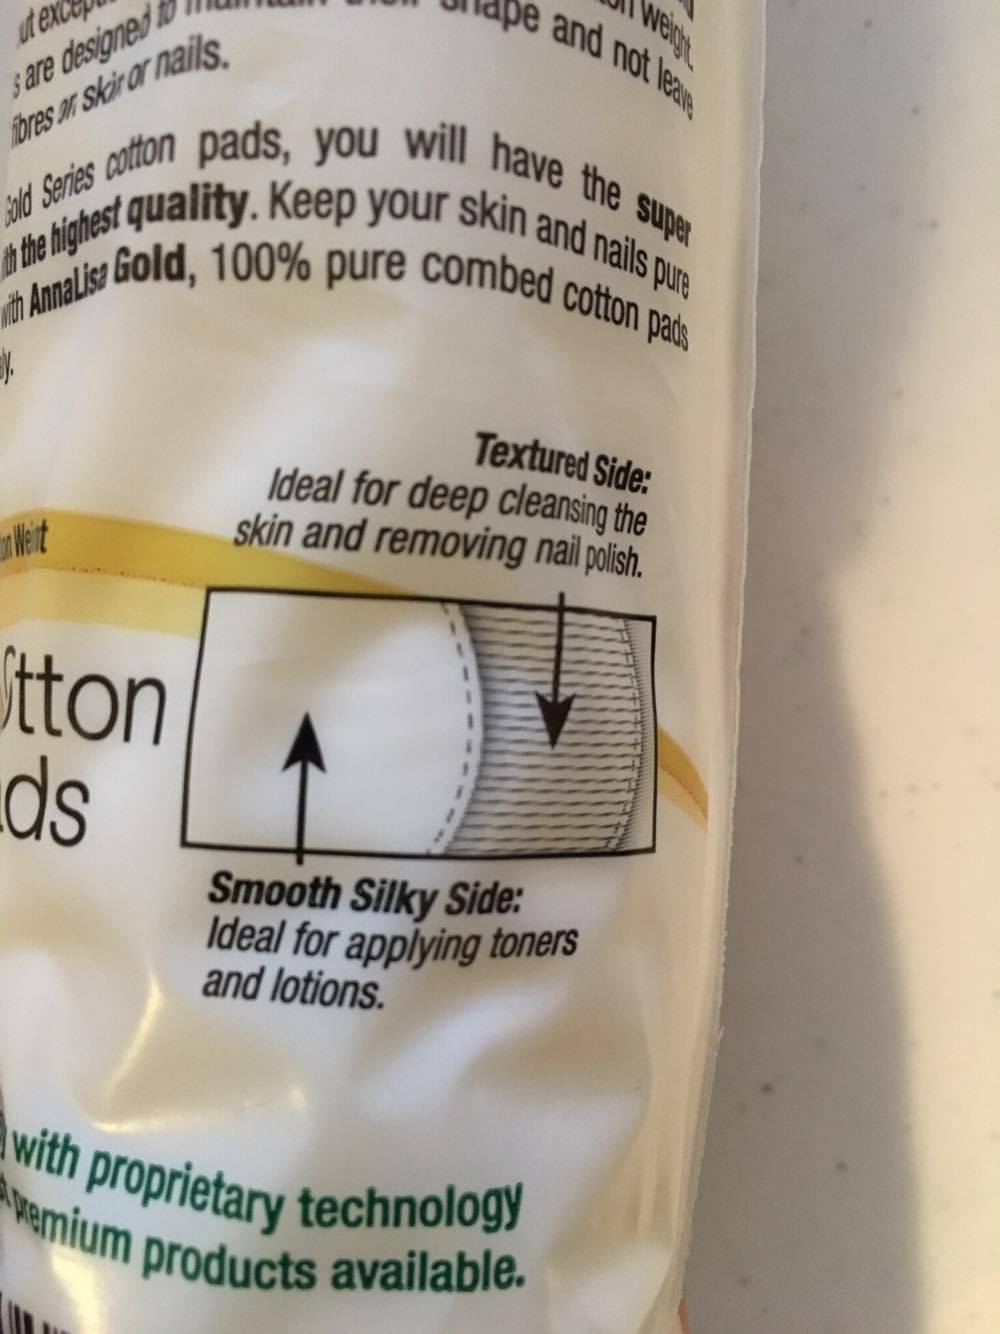 are designed to maintain their shape and not leave
fibres on skin or nails.
Gold Series cotton pads, you will have the super
the highest quality. Keep your skin and nails pure
with AnnaLisa Gold, 100% pure combed cotton pads
Textured Side:
Ideal for deep cleansing the
skin and removing nail polish.
Smooth Silky Side:
Ideal for applying toners
and lotions.
with proprietary technology
premium products available.